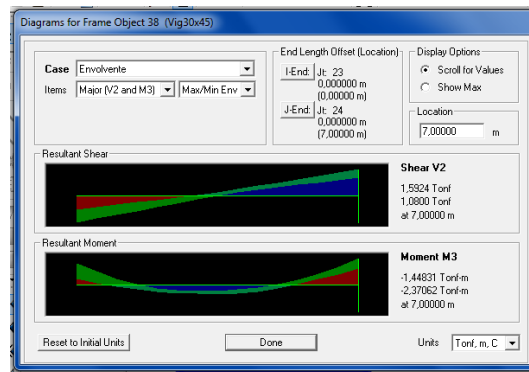 Diagrams for Frame Object 38 (Vig30x45)
Case Envolvente
Items Major (V2 and M3) Max/Min Env
End Length Offset (Location)
I-End: Jt: 23
0,000000 m
(0,00000 m)
J-End: Jt: 24
0,000000 m
(7,00000 m)
Display Options
Scroll for Values
Show Max
Location
7,00000 m
Resultant Shear
Shear V2
1,5924 Tonf
1,0800 Tonf
at 7,00000 m
Resultant Moment
Moment M3
-1,44831 Tonf-m
-2,37062 Tonf-m
at 7,00000 m
Reset to Initial Units
Done
Units Tonf, m, C